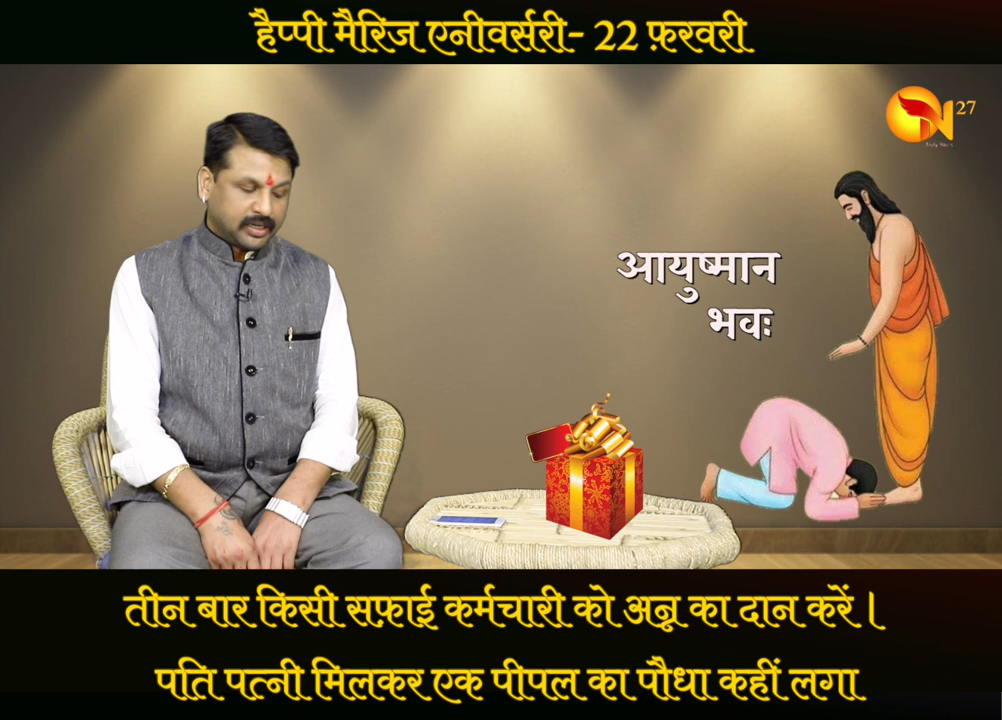 हैप्पी मैरिज एनीवर्सरी- 22 फ़रवरी
N 27
आयुष्मान
भवः
तीन बार किसी सफ़ाई कर्मचारी को अन्न का दान करें।
पति पत्नी मिलकर एक पीपल का पौधा कहीं लगा